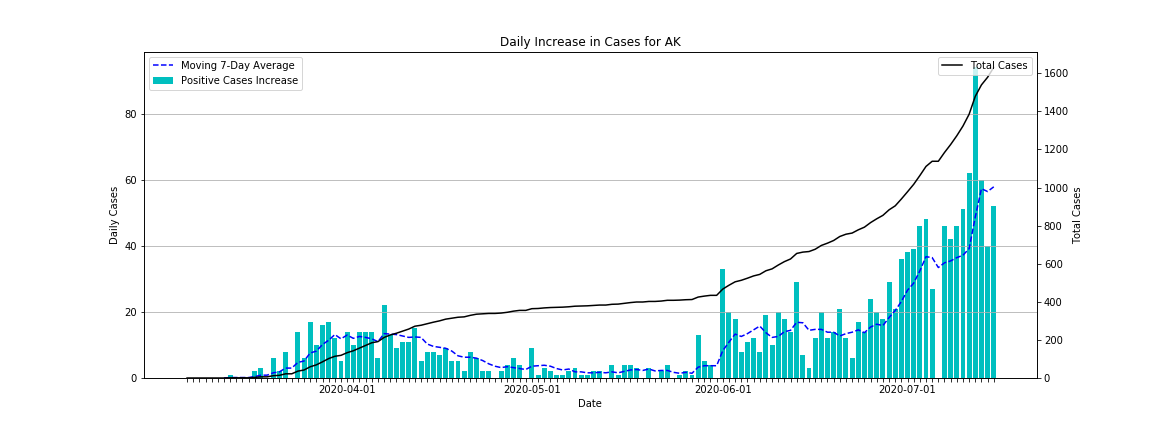 Daily Increase in Cases for AK
Moving 7-Day Average
Positive Cases Increase
Total Cases
80
60
40
20
0
Daily Cases
1600
1400
1200
1000
800
600
400
200
0
Total Cases
2020-04-01
2020-05-01
2020-06-01
2020-07-01
Date